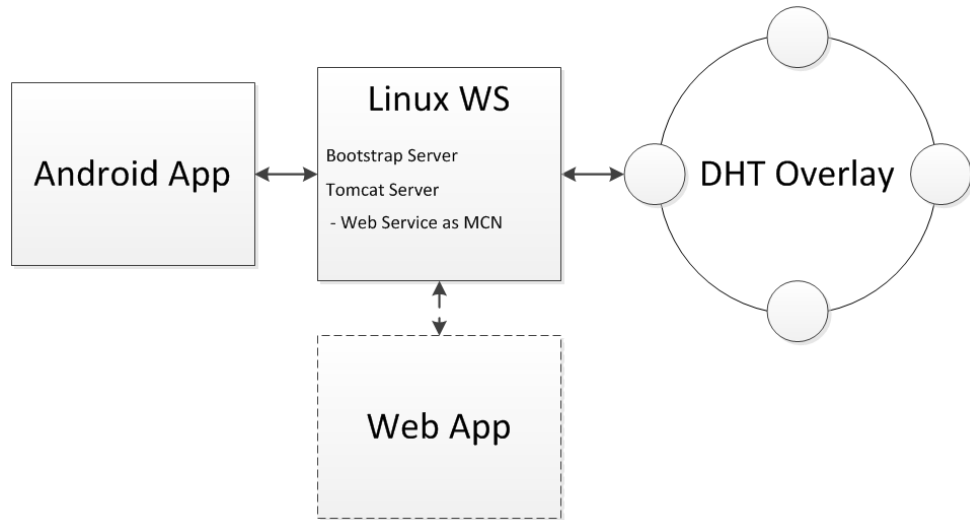 Android App
Linux WS
Bootstrap Server
Tomcat Server
- Web Service as MCN
DHT Overlay
Web App